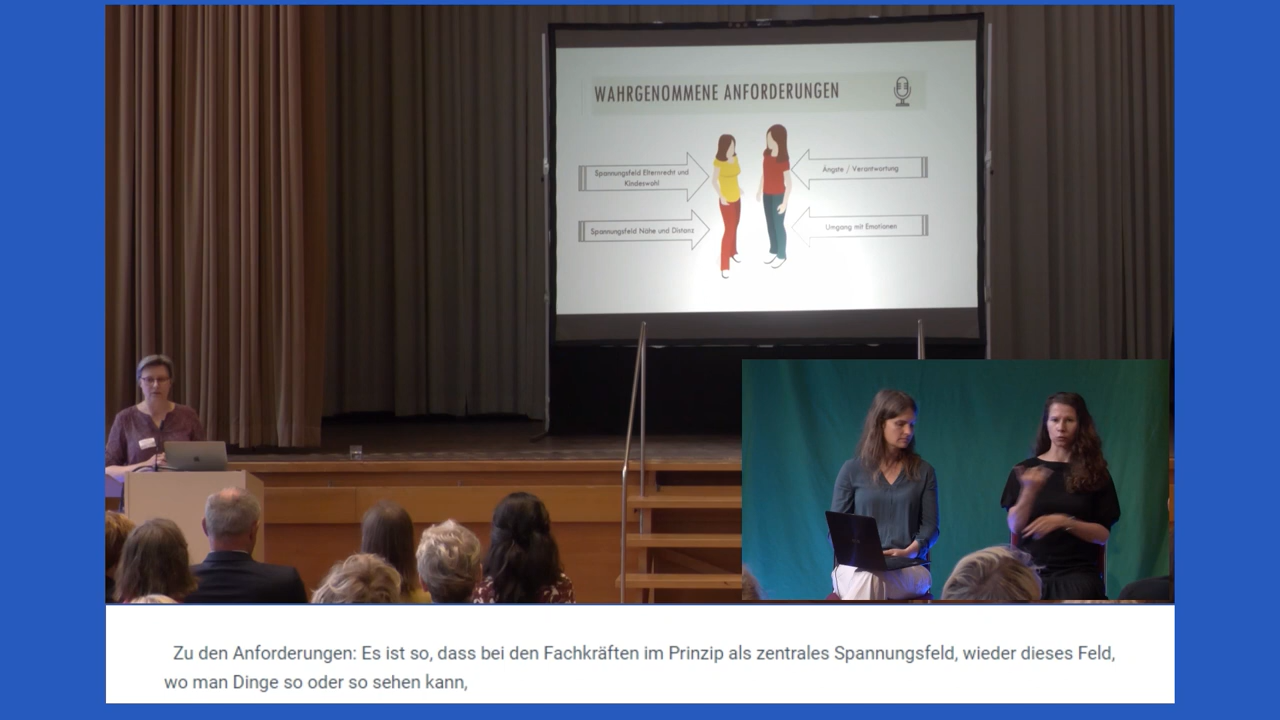 WAHRGENOMMENE ANFORDERUNGEN
Spannungsfeld Elternrecht und
Kindeswohl
Ängste / Verantwortung
Spannungsfeld Nähe und Distanz
Umgang mit Emotionen
Zu den Anforderungen: Es ist so, dass bei den Fachkräften im Prinzip als zentrales Spannungsfeld, wieder dieses Feld,
wo man Dinge so oder so sehen kann,